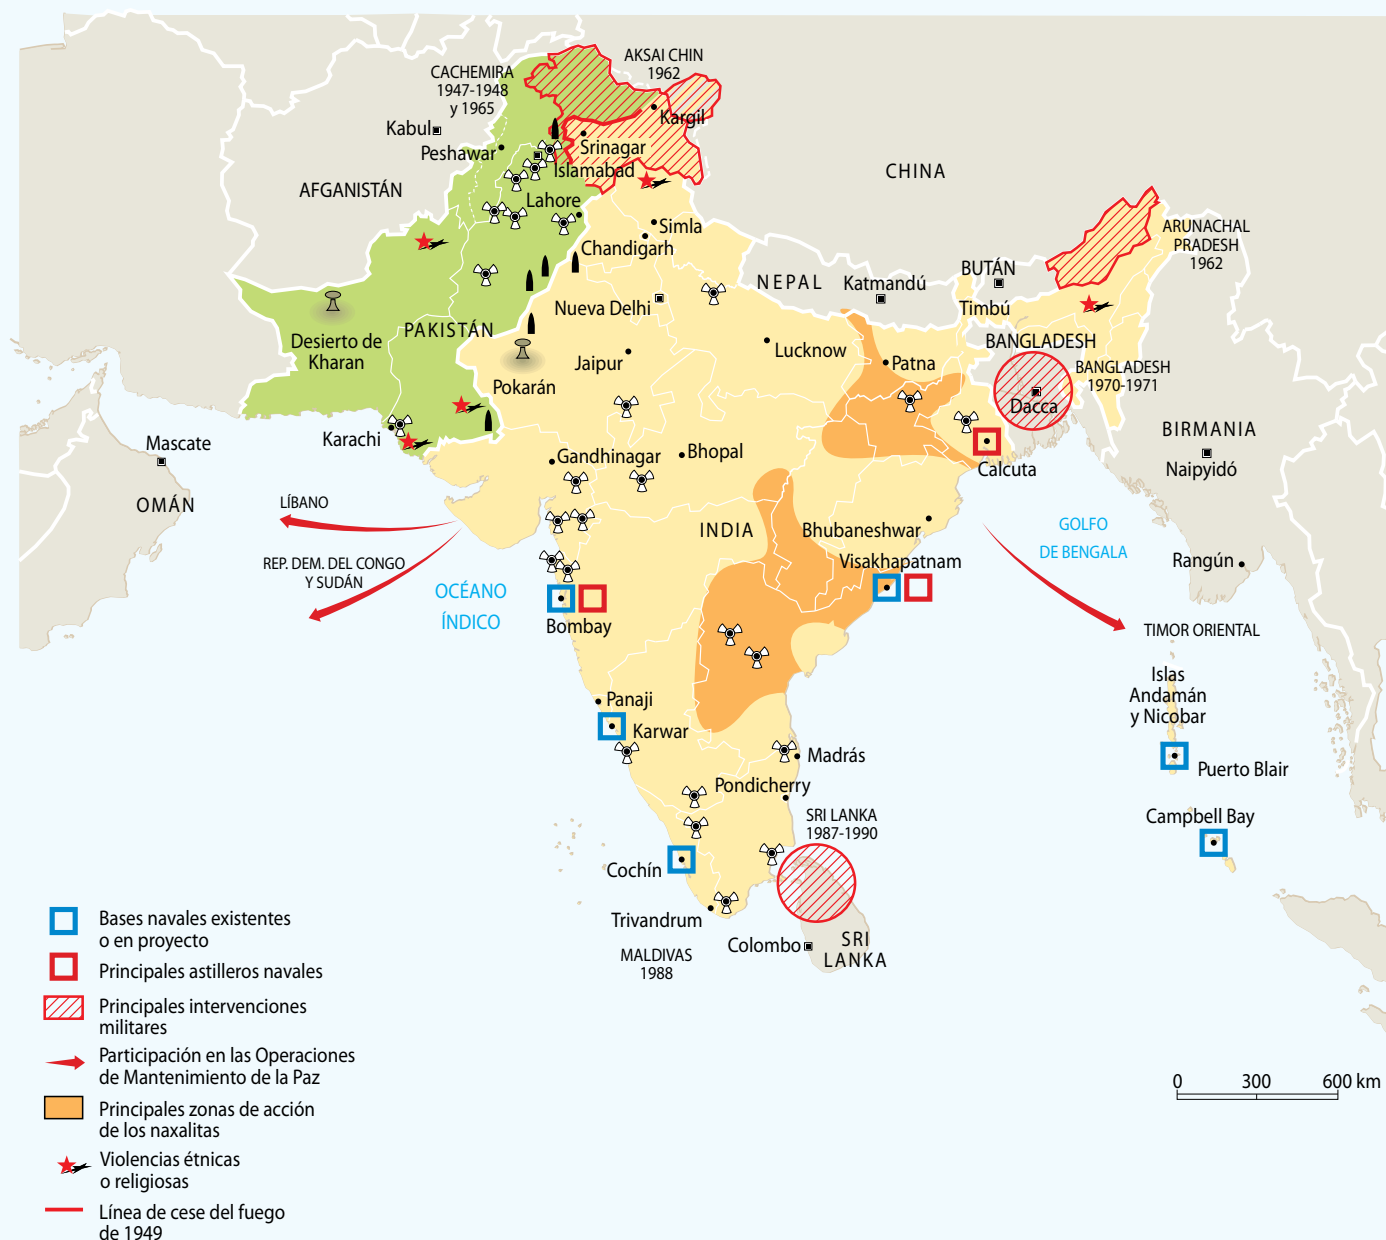 AKSAI CHIN
1962
CACHEMIRA
1947-1948
y 1965
Kargil
Kabul
Peshawar
Srinagar
Islamabad
CHINA
AFGANISTÁN
Lahore
Simla
Chandigarh
ARUNACHAL
PRADESH
1962
NEPAL
Katmandú
BUTÁN
Timbú
Nueva Delhi
PAKISTÁN
Desierto de
Kharan
Pokarán
Jaipur
Lucknow
Patna
BANGLADESH
BANGLADESH
1970-1971
Dacca
Karachi
Mascate
OMÁN
Gandhinagar
Bhopal
Calcuta
BIRMANIA
Naipyidó
LÍBANO
REP. DEM. DEL CONGO
Y SUDÁN
INDIA
Bhubaneshwar
GOLFO
DE BENGALA
Visakhapatnam
Rangún
OCÉANO
ÍNDICO
Bombay
TIMOR ORIENTAL
Islas
Andamán
y Nicobar
Panaji
Karwar
Madrás
Puerto Blair
Pondicherry
SRI LANKA
1987-1990
Campbell Bay
Cochín
Trivandrum
MALDIVAS
1988
Colombo
SRI
LANKA
Bases navales existentes
o en proyecto
Principales astilleros navales
Principales intervenciones
militares
Participación en las Operaciones
de Mantenimiento de la Paz
Principales zonas de acción
de los naxalitas
Violencias étnicas
o religiosas
Línea de cese del fuego
de 1949
0 300 600 km